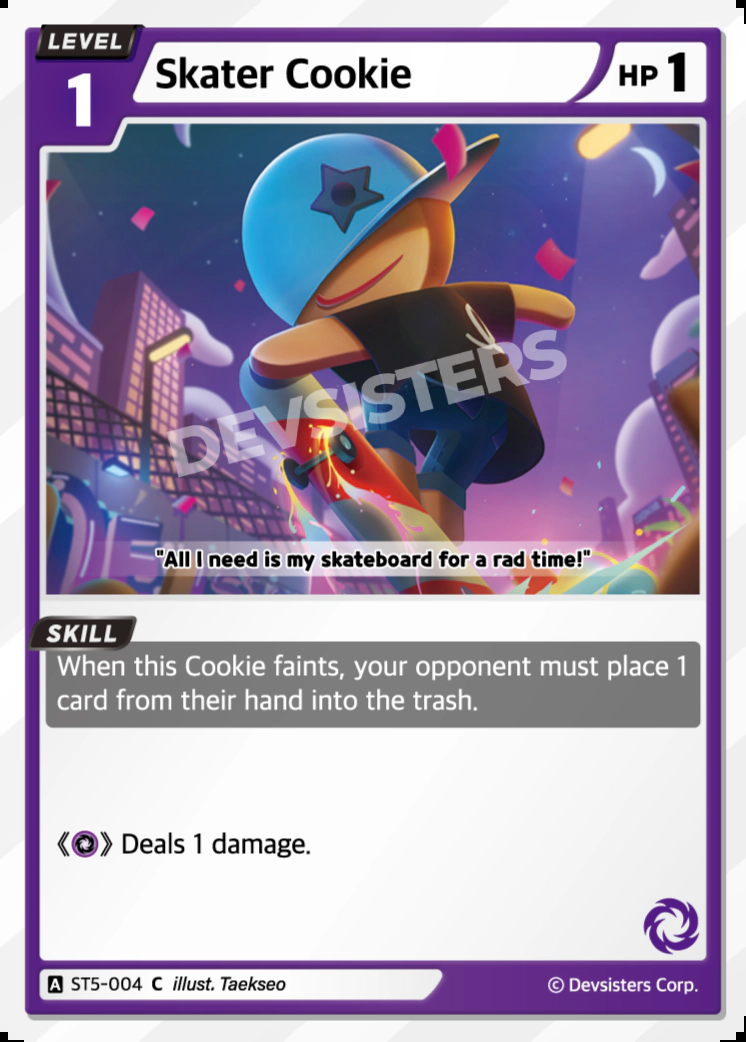 LEVEL
1
Skater Cookie
HP 1
DEVSISTERS
"All I need is my skateboard for a rad time!"
SKILL
When this Cookie faints, your opponent must place 1
card from their hand into the trash.
《 》 Deals 1 damage.
A ST5-004 C illust. Taekseo
© Devsisters Corp.